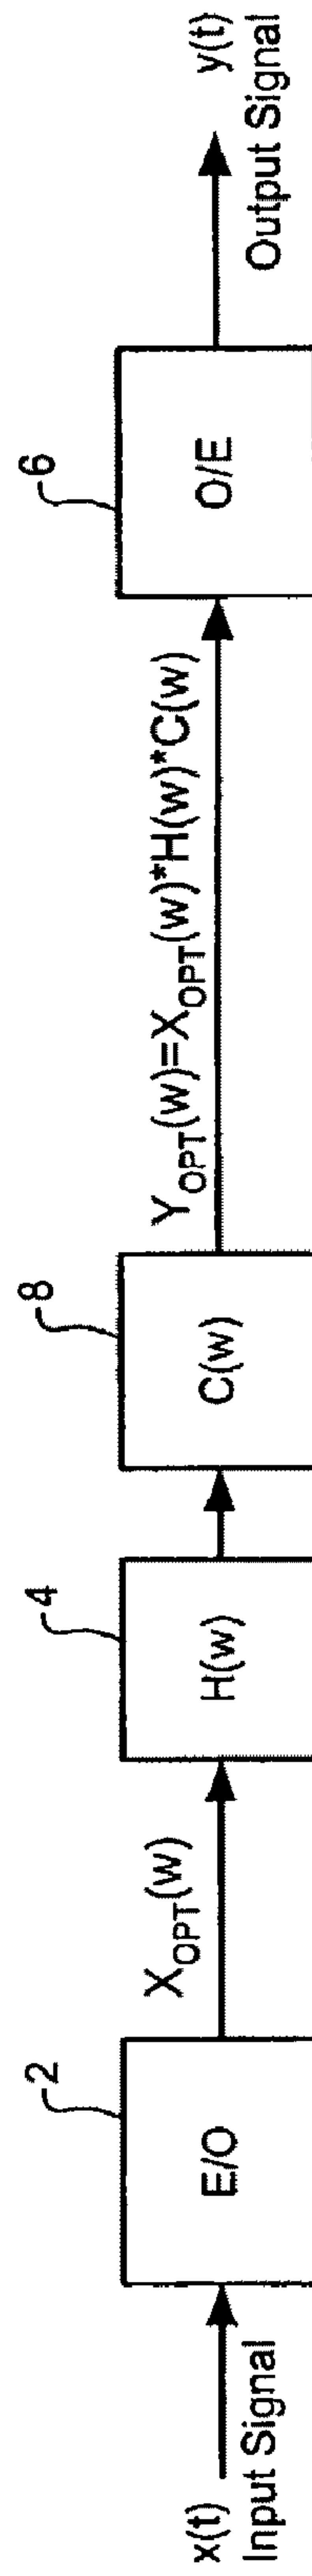 x(t)
Input Signal
2
E/O
X_OPT(w)
4
H(w)
8
C(w)
Y_OPT(w)=X_OPT(w)*H(w)*C(w)
6
O/E
y(t)
Output Signal